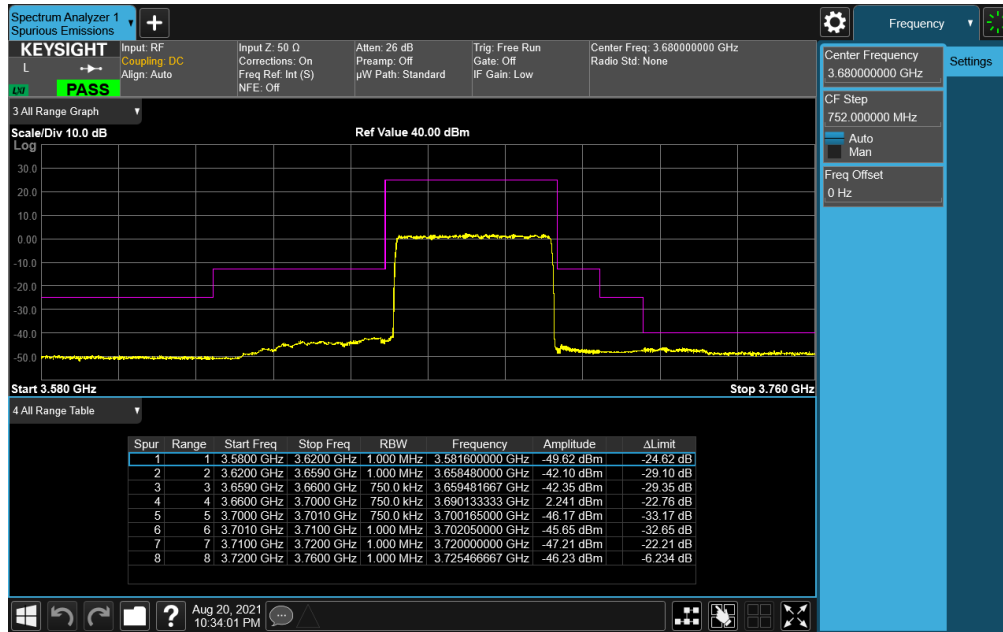 Spectrum Analyzer 1
Spurious Emissions
Frequency
KEYSIGHT
L
LXI
PASS
Input: RF
Coupling: DC
Align: Auto
Input Z: 50 Ω
Corrections: On
Freq Ref: Int (S)
NFE: Off
Atten: 26 dB
Preamp: Off
µW Path: Standard
Trig: Free Run
Gate: Off
IF Gain: Low
Center Freq: 3.680000000 GHz
Radio Std: None
Center Frequency
3.680000000 GHz
Settings
CF Step
752.000000 MHz
Auto
Man
Freq Offset
0 Hz
3 All Range Graph
Scale/Div 10.0 dB
Ref Value 40.00 dBm
Log
30.0
20.0
10.0
0.00
-10.0
-20.0
-30.0
-40.0
-50.0
Start 3.580 GHz
Stop 3.760 GHz
4 All Range Table
Spur Range Start Freq Stop Freq RBW Frequency Amplitude ΔLimit
1 1 3.5800 GHz 3.6200 GHz 1.000 MHz 3.581600000 GHz -49.62 dBm -24.62 dB
2 2 3.6200 GHz 3.6590 GHz 1.000 MHz 3.658480000 GHz -42.10 dBm -29.10 dB
3 3 3.6590 GHz 3.6600 GHz 750.0 kHz 3.659481667 GHz -42.35 dBm -29.35 dB
4 4 3.6600 GHz 3.7000 GHz 750.0 kHz 3.690133333 GHz 2.241 dBm -22.76 dB
5 5 3.7000 GHz 3.7010 GHz 750.0 kHz 3.700165000 GHz -46.17 dBm -33.17 dB
6 6 3.7010 GHz 3.7100 GHz 1.000 MHz 3.702050000 GHz -45.65 dBm -32.65 dB
7 7 3.7100 GHz 3.7200 GHz 1.000 MHz 3.720000000 GHz -47.21 dBm -22.21 dB
8 8 3.7200 GHz 3.7600 GHz 1.000 MHz 3.725466667 GHz -46.23 dBm -6.234 dB
Aug 20, 2021
10:34:01 PM